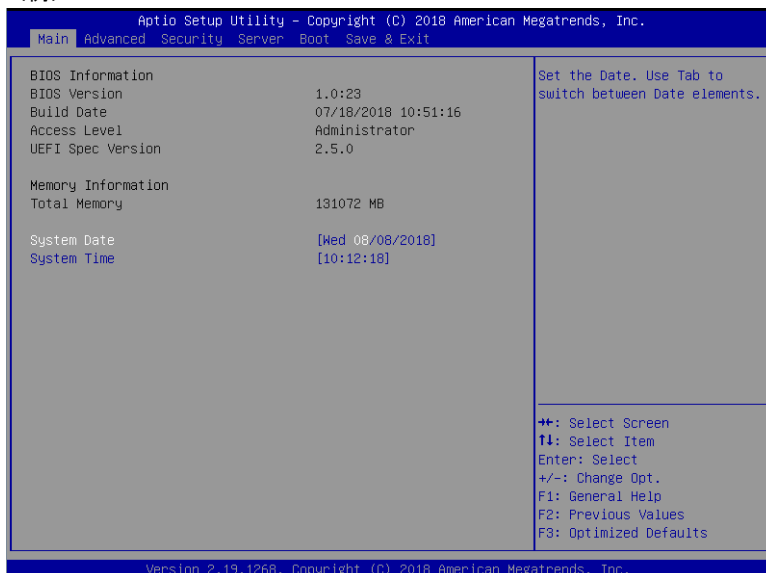 Aptio Setup Utility – Copyright (C) 2018 American Megatrends, Inc.
Main Advanced Security Server Boot Save & Exit
BIOS Information
BIOS Version 1.0:23
Build Date 07/18/2018 10:51:16
Access Level Administrator
UEFI Spec Version 2.5.0
Memory Information
Total Memory 131072 MB
System Date [Wed 08/08/2018]
System Time [10:12:18]
Set the Date. Use Tab to
switch between Date elements.
→←: Select Screen
↑↓: Select Item
Enter: Select
+/-: Change Opt.
F1: General Help
F2: Previous Values
F3: Optimized Defaults
Version 2.19.1268. Copyright (C) 2018 American Megatrends, Inc.